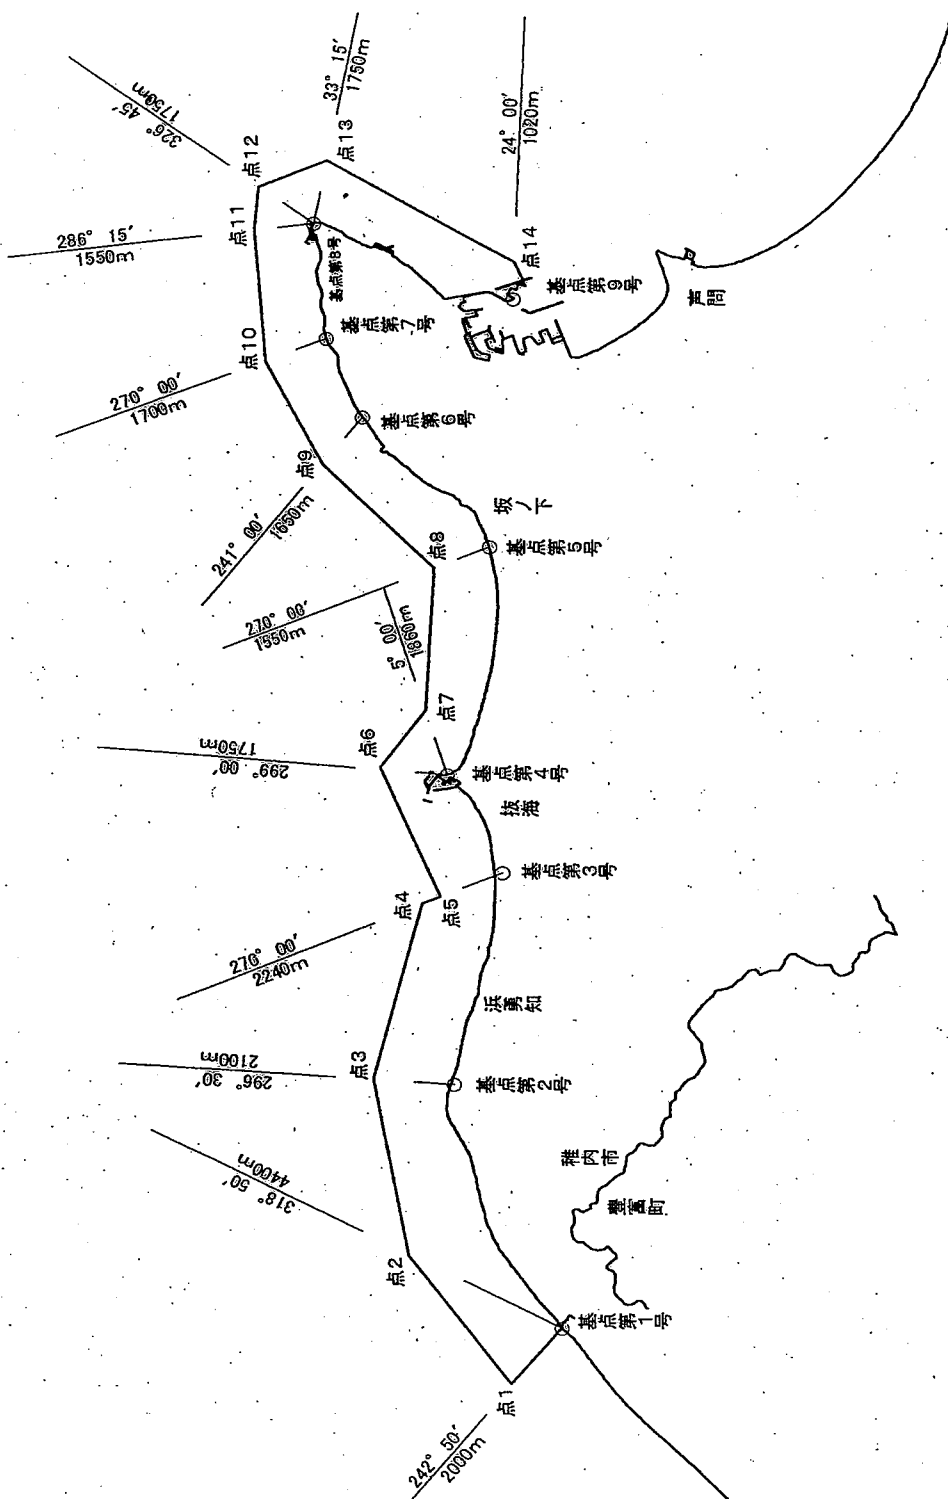 326° 45′
1750m
33° 15′
1750m
24° 00′
1020m
点12
点13
点11
286° 15′
1550m
基点第8号
点14
基点第9号
声問
基点第7号
点10
270° 00′
1700m
基点第6号
点9
241° 00′
1650m
坂ノ下
点8
基点第5号
270° 00′
1550m
5° 00′
1860m
点7
点6
299° 00′
1750m
基点第4号
抜海
基点第3号
点4
点5
270° 00′
2240m
浜勇知
点3
296° 30′
2100m
基点第2号
318° 50′
4400m
稚内市
豊富町
点2
基点第1号
点1
242° 50′
2000m